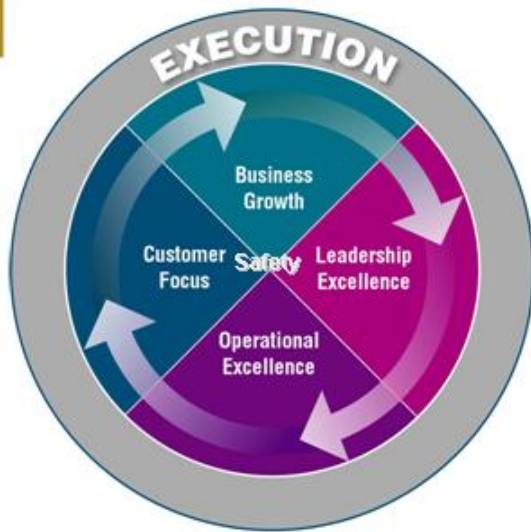 EXECUTION
Business
Growth
Customer
Focus
Safety
Leadership
Excellence
Operational
Excellence